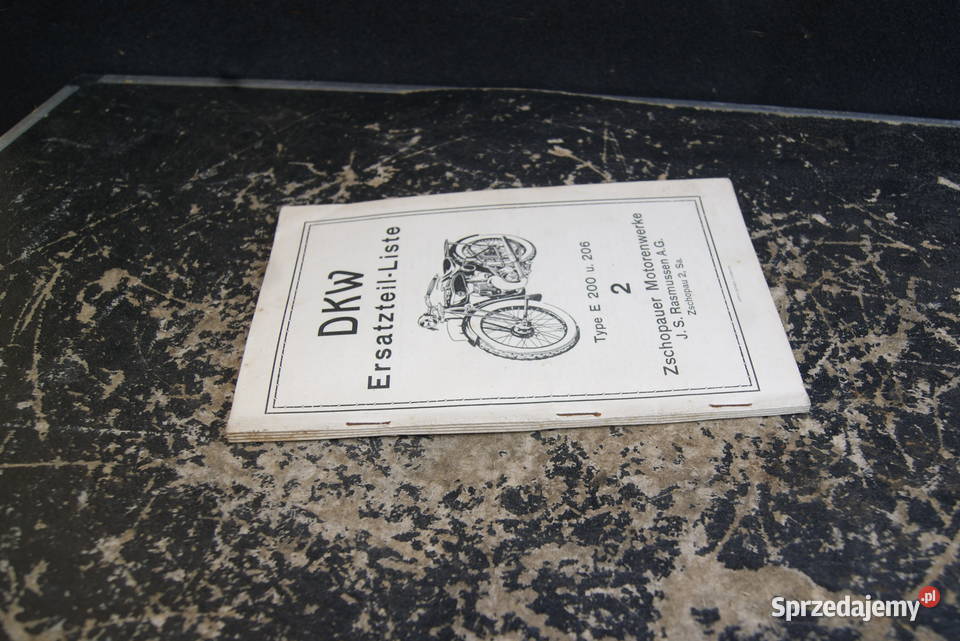 DKW
Ersatzteil-Liste
Type E 200 u. 206
2
Zschopauer Motorenwerke
J. S. Rasmussen A.G.
Zschopau 2, Sa.
Sprzedajemy.pl